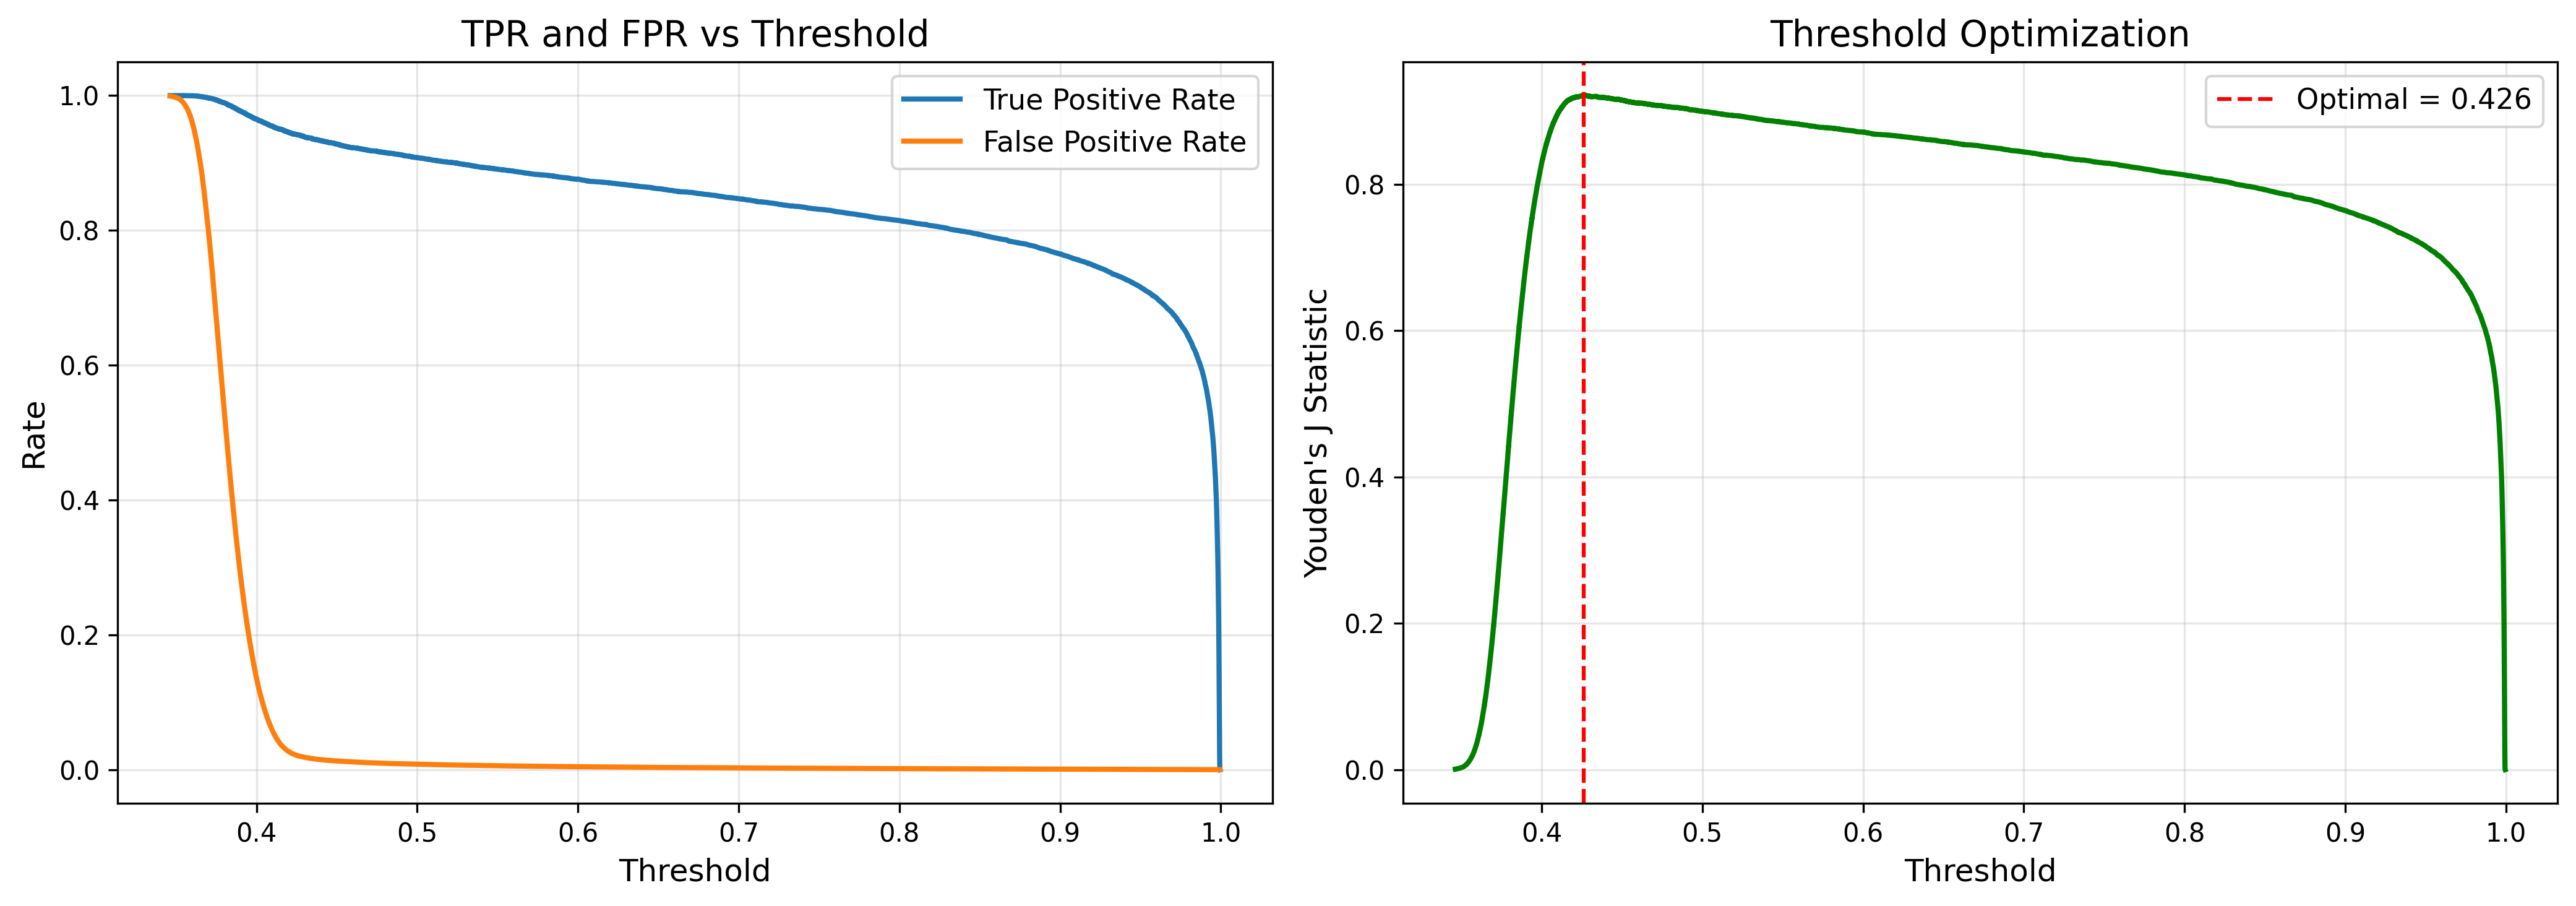 TPR and FPR vs Threshold
True Positive Rate
False Positive Rate
Rate
1.0
0.8
0.6
0.4
0.2
0.0
0.4 0.5 0.6 0.7 0.8 0.9 1.0
Threshold
Threshold Optimization
Optimal = 0.426
Youden's J Statistic
0.8
0.6
0.4
0.2
0.0
0.4 0.5 0.6 0.7 0.8 0.9 1.0
Threshold